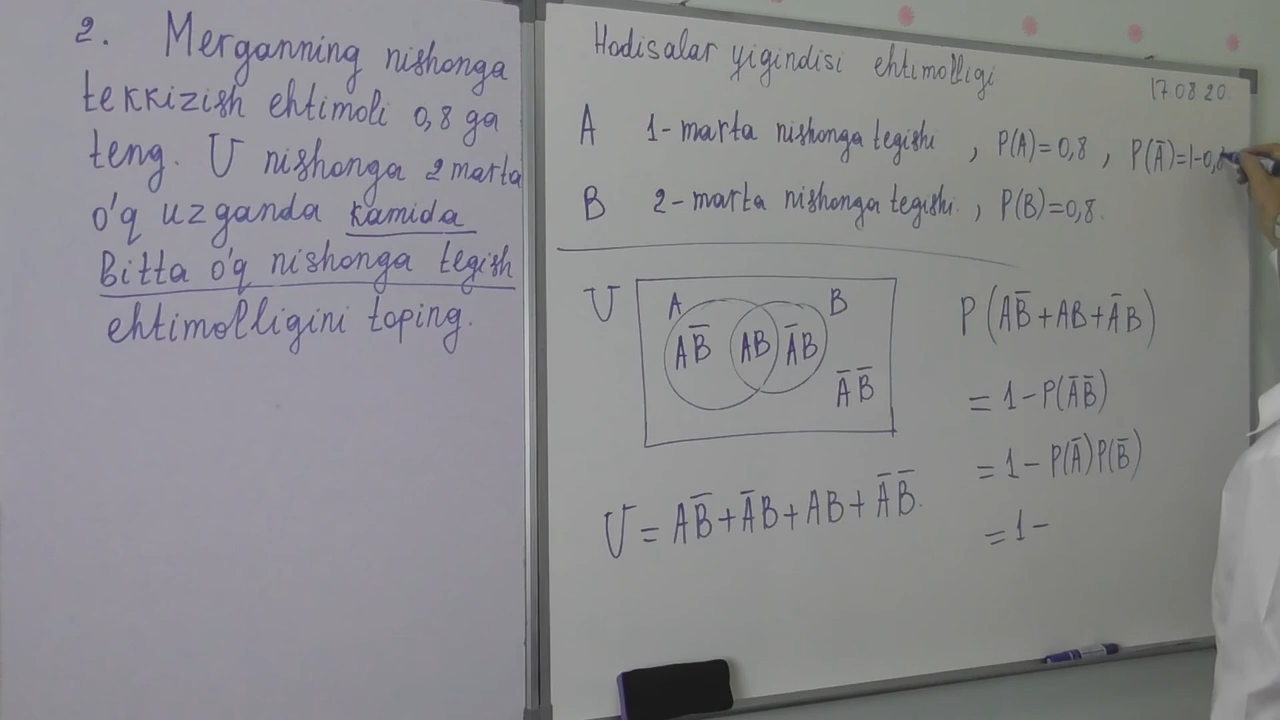 2. Merganning nishonga
tekkizish ehtimoli 0,8 ga
teng. U nishonga 2 marta
o'q uzganda kamida
Bitta o'q nishonga tegish
ehtimolligini toping.
Hodisalar yigindisi ehtimolligi
17 08 20
A 1-marta nishonga tegishi , P(A)=0,8 , P(Ā)=1-0,8
B 2-marta nishonga tegishi , P(B)=0,8.
U
A B
AB̄ AB ĀB
ĀB̄
U = AB̄ + ĀB + AB + ĀB̄.
P(AB̄+AB+ĀB)
= 1-P(ĀB̄)
= 1- P(Ā)P(B̄)
= 1-